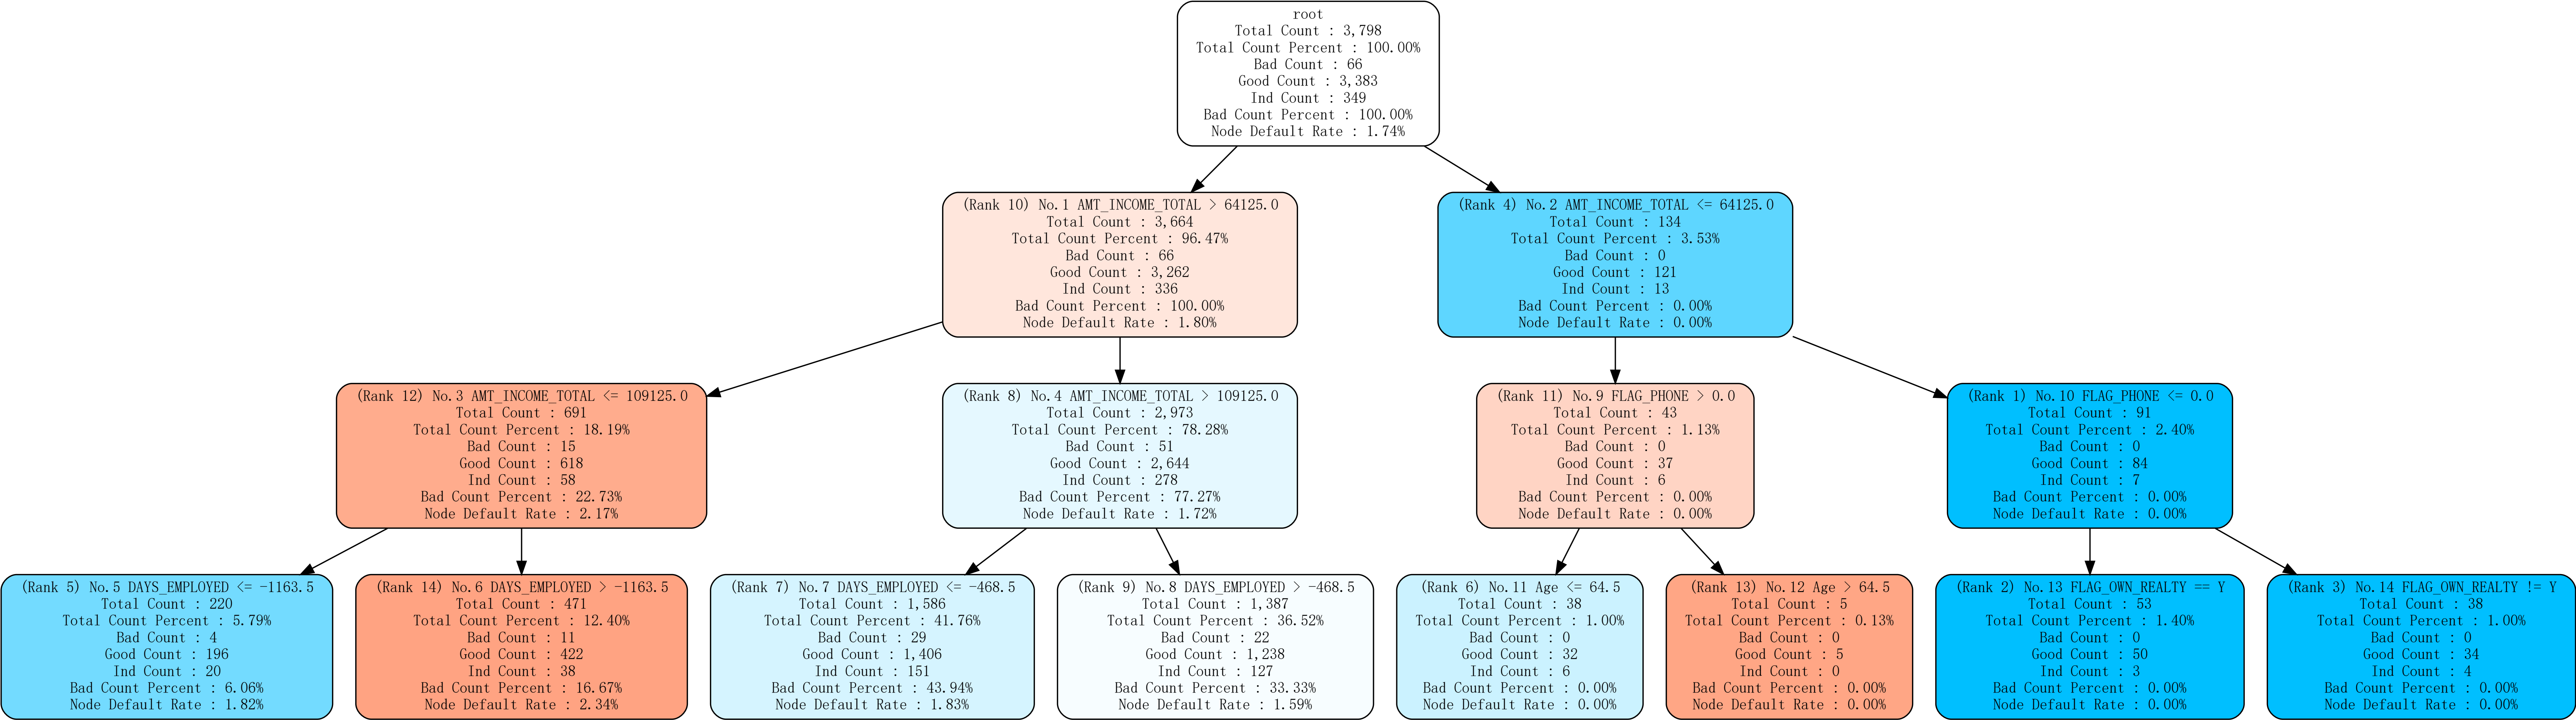 root
Total Count : 3,798
Total Count Percent : 100.00%
Bad Count : 66
Good Count : 3,383
Ind Count : 349
Bad Count Percent : 100.00%
Node Default Rate : 1.74%
(Rank 10) No.1 AMT_INCOME_TOTAL > 64125.0
Total Count : 3,664
Total Count Percent : 96.47%
Bad Count : 66
Good Count : 3,262
Ind Count : 336
Bad Count Percent : 100.00%
Node Default Rate : 1.80%
(Rank 4) No.2 AMT_INCOME_TOTAL <= 64125.0
Total Count : 134
Total Count Percent : 3.53%
Bad Count : 0
Good Count : 121
Ind Count : 13
Bad Count Percent : 0.00%
Node Default Rate : 0.00%
(Rank 12) No.3 AMT_INCOME_TOTAL <= 109125.0
Total Count : 691
Total Count Percent : 18.19%
Bad Count : 15
Good Count : 618
Ind Count : 58
Bad Count Percent : 22.73%
Node Default Rate : 2.17%
(Rank 8) No.4 AMT_INCOME_TOTAL > 109125.0
Total Count : 2,973
Total Count Percent : 78.28%
Bad Count : 51
Good Count : 2,644
Ind Count : 278
Bad Count Percent : 77.27%
Node Default Rate : 1.72%
(Rank 11) No.9 FLAG_PHONE > 0.0
Total Count : 43
Total Count Percent : 1.13%
Bad Count : 0
Good Count : 37
Ind Count : 6
Bad Count Percent : 0.00%
Node Default Rate : 0.00%
(Rank 1) No.10 FLAG_PHONE <= 0.0
Total Count : 91
Total Count Percent : 2.40%
Bad Count : 0
Good Count : 84
Ind Count : 7
Bad Count Percent : 0.00%
Node Default Rate : 0.00%
(Rank 5) No.5 DAYS_EMPLOYED <= -1163.5
Total Count : 220
Total Count Percent : 5.79%
Bad Count : 4
Good Count : 196
Ind Count : 20
Bad Count Percent : 6.06%
Node Default Rate : 1.82%
(Rank 14) No.6 DAYS_EMPLOYED > -1163.5
Total Count : 471
Total Count Percent : 12.40%
Bad Count : 11
Good Count : 422
Ind Count : 38
Bad Count Percent : 16.67%
Node Default Rate : 2.34%
(Rank 7) No.7 DAYS_EMPLOYED <= -468.5
Total Count : 1,586
Total Count Percent : 41.76%
Bad Count : 29
Good Count : 1,406
Ind Count : 151
Bad Count Percent : 43.94%
Node Default Rate : 1.83%
(Rank 9) No.8 DAYS_EMPLOYED > -468.5
Total Count : 1,387
Total Count Percent : 36.52%
Bad Count : 22
Good Count : 1,238
Ind Count : 127
Bad Count Percent : 33.33%
Node Default Rate : 1.59%
(Rank 6) No.11 Age <= 64.5
Total Count : 38
Total Count Percent : 1.00%
Bad Count : 0
Good Count : 32
Ind Count : 6
Bad Count Percent : 0.00%
Node Default Rate : 0.00%
(Rank 13) No.12 Age > 64.5
Total Count : 5
Total Count Percent : 0.13%
Bad Count : 0
Good Count : 5
Ind Count : 0
Bad Count Percent : 0.00%
Node Default Rate : 0.00%
(Rank 2) No.13 FLAG_OWN_REALTY == Y
Total Count : 53
Total Count Percent : 1.40%
Bad Count : 0
Good Count : 50
Ind Count : 3
Bad Count Percent : 0.00%
Node Default Rate : 0.00%
(Rank 3) No.14 FLAG_OWN_REALTY != Y
Total Count : 38
Total Count Percent : 1.00%
Bad Count : 0
Good Count : 34
Ind Count : 4
Bad Count Percent : 0.00%
Node Default Rate : 0.00%